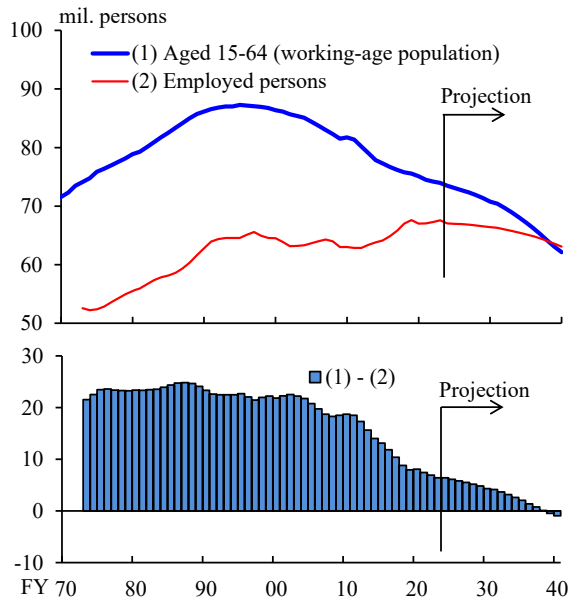 mil. persons
100
(1) Aged 15-64 (working-age population)
(2) Employed persons
Projection
90
80
70
60
50
30
(1) - (2)
Projection
20
10
0
-10
FY 70 80 90 00 10 20 30 40